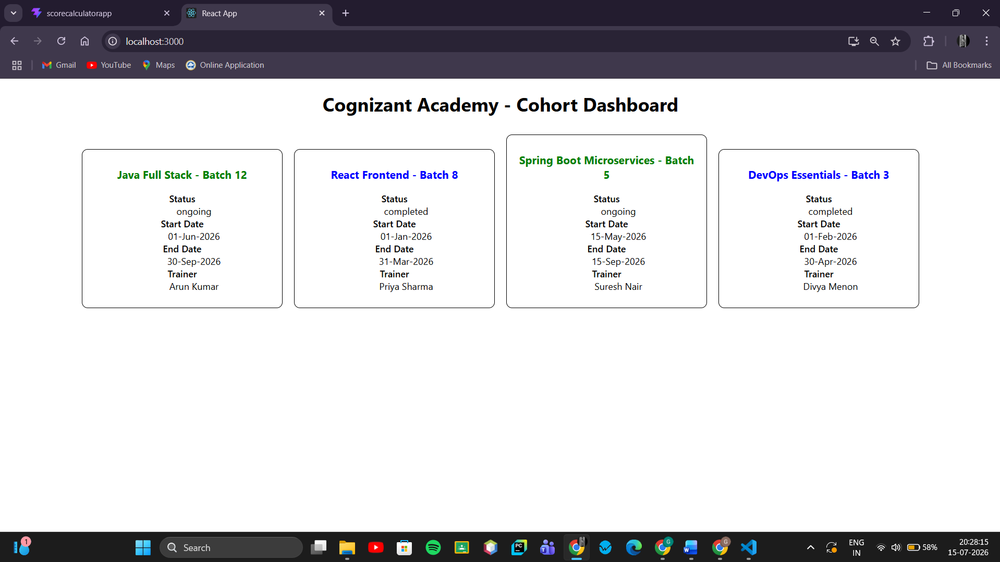 scorecalculatorapp
React App
localhost:3000
Gmail
YouTube
Maps
Online Application
All Bookmarks
Cognizant Academy - Cohort Dashboard
Java Full Stack - Batch 12
Status
ongoing
Start Date
01-Jun-2026
End Date
30-Sep-2026
Trainer
Arun Kumar
React Frontend - Batch 8
Status
completed
Start Date
01-Jan-2026
End Date
31-Mar-2026
Trainer
Priya Sharma
Spring Boot Microservices - Batch
5
Status
ongoing
Start Date
15-May-2026
End Date
15-Sep-2026
Trainer
Suresh Nair
DevOps Essentials - Batch 3
Status
completed
Start Date
01-Feb-2026
End Date
30-Apr-2026
Trainer
Divya Menon
1
Search
PC
T
G
W
G
ENG
IN
58%
20:28:15
15-07-2026